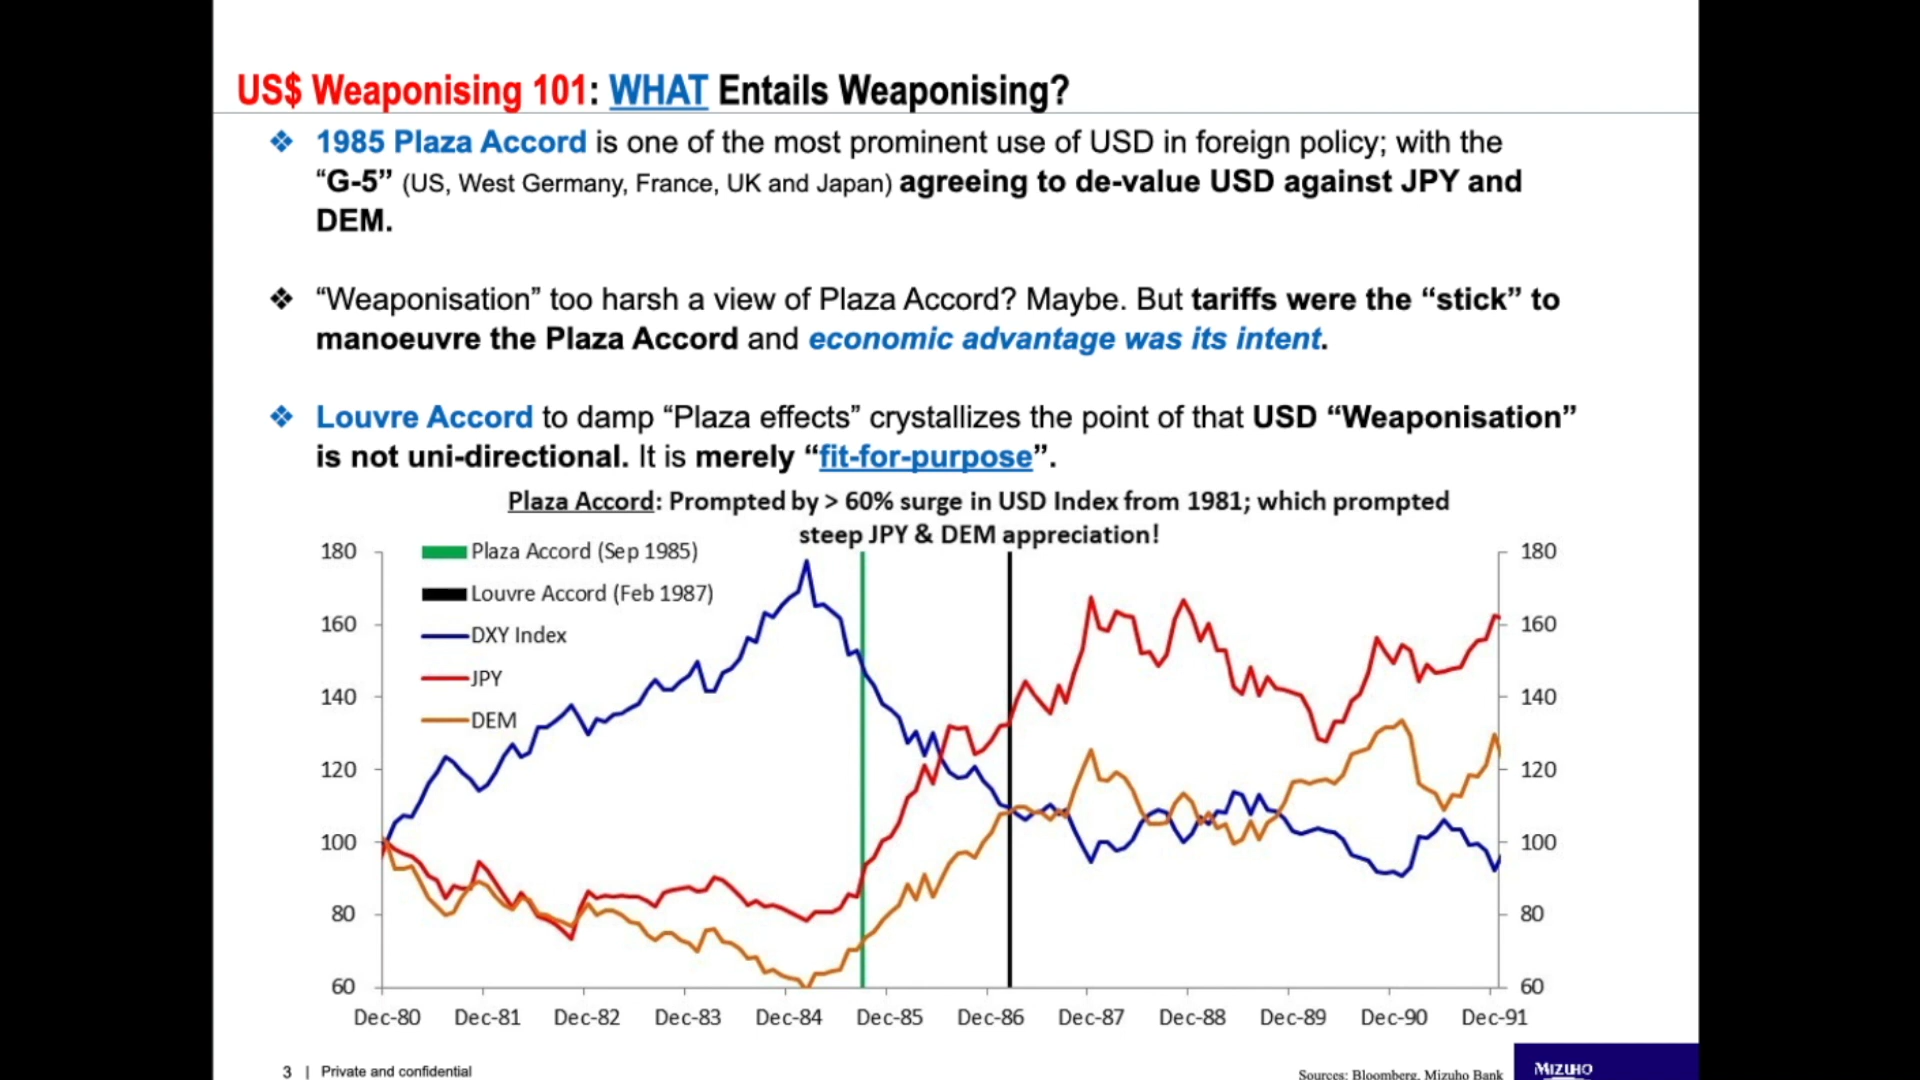 US$ Weaponising 101: WHAT Entails Weaponising?
❖ 1985 Plaza Accord is one of the most prominent use of USD in foreign policy; with the
“G-5” (US, West Germany, France, UK and Japan) agreeing to de-value USD against JPY and
DEM.
❖ “Weaponisation” too harsh a view of Plaza Accord? Maybe. But tariffs were the “stick” to
manoeuvre the Plaza Accord and economic advantage was its intent.
❖ Louvre Accord to damp “Plaza effects” crystallizes the point of that USD “Weaponisation”
is not uni-directional. It is merely “fit-for-purpose”.
Plaza Accord: Prompted by > 60% surge in USD Index from 1981; which prompted
steep JPY & DEM appreciation!
Plaza Accord (Sep 1985)
Louvre Accord (Feb 1987)
DXY Index
JPY
DEM
180
160
140
120
100
80
60
180
160
140
120
100
80
60
Dec-80 Dec-81 Dec-82 Dec-83 Dec-84 Dec-85 Dec-86 Dec-87 Dec-88 Dec-89 Dec-90 Dec-91
3 | Private and confidential
Sources: Bloomberg, Mizuho Bank
MIZUHO